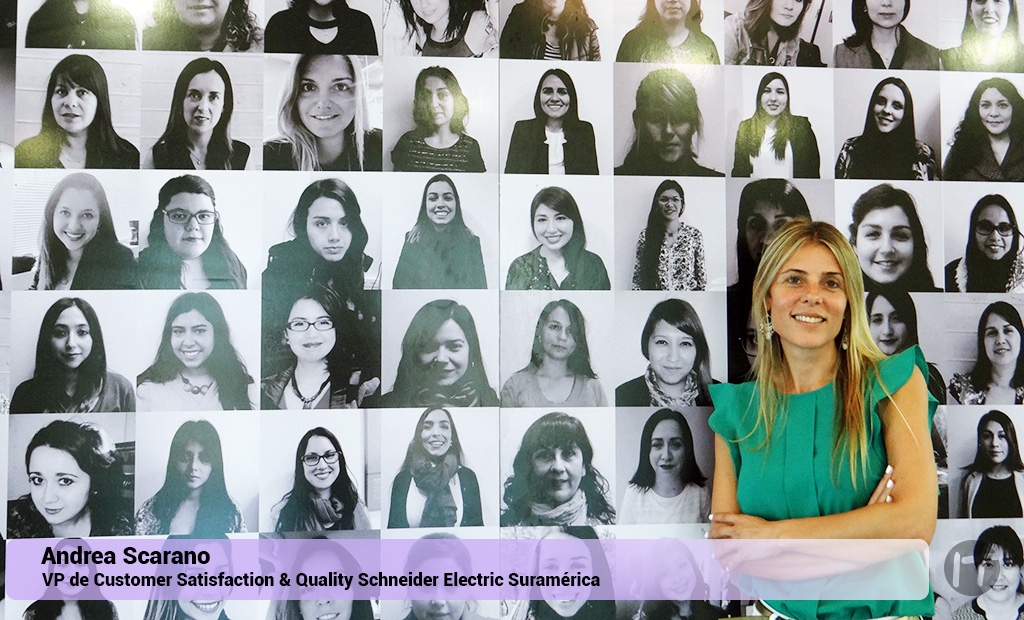 Andrea Scarano
VP de Customer Satisfaction & Quality Schneider Electric Suramérica